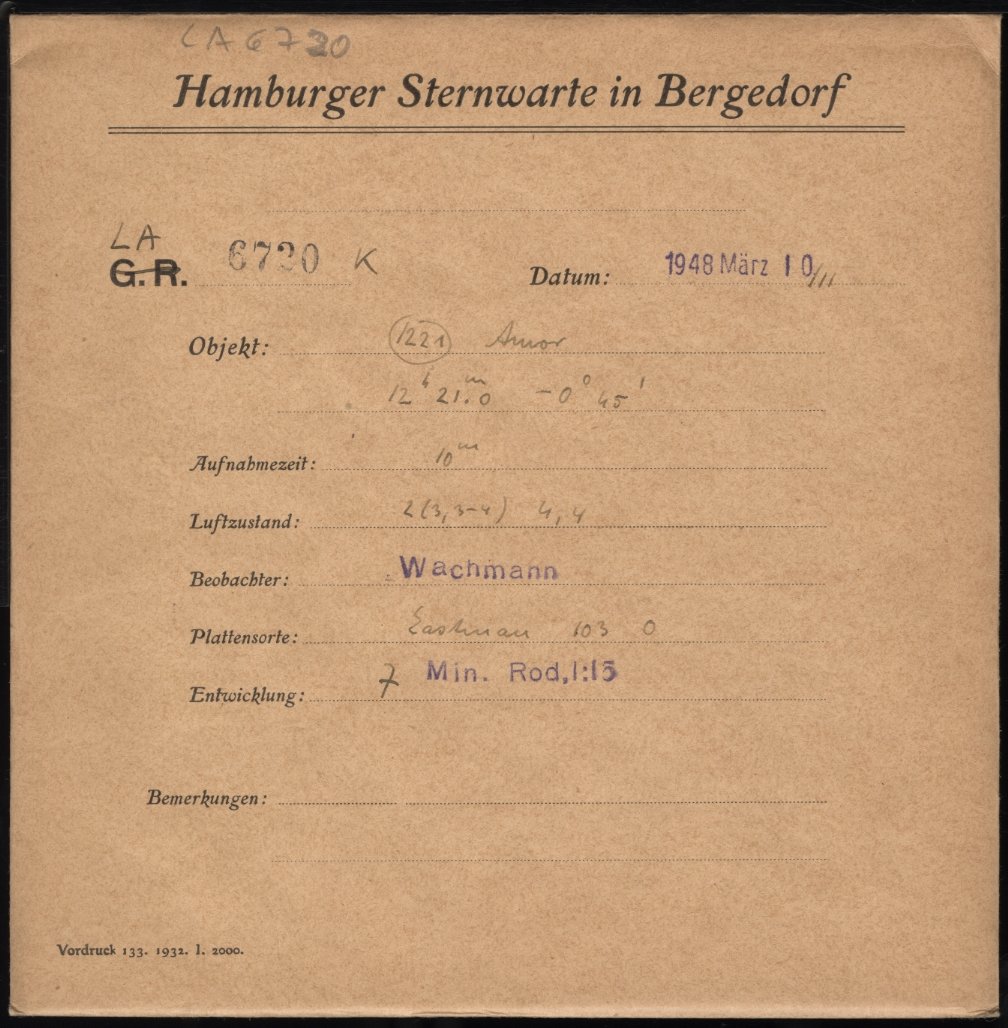 LA 6720
Hamburger Sternwarte in Bergedorf
LA
G. R. 6720 K Datum: 1948 März 10/11
Objekt: 1221 Amor
12h 21.m0 -0° 45'
Aufnahmezeit: 10m
Luftzustand: 2(3,3-4) 4,4
Beobachter: Wachmann
Plattensorte: Eastman 103 O
Entwicklung: 7 Min. Rod,1:15
Bemerkungen:
Vordruck 133. 1932. I. 2000.